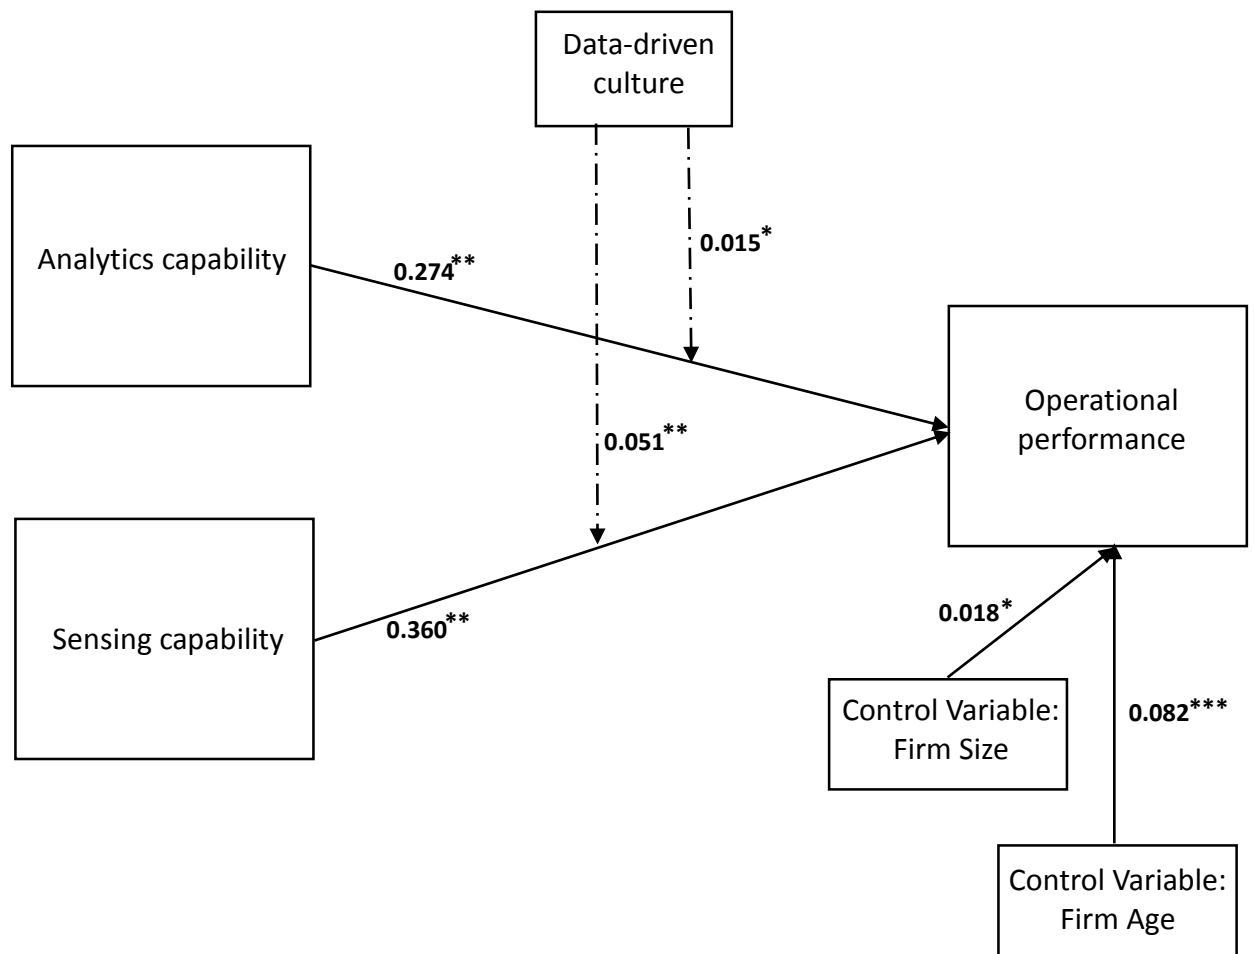 Data-driven
culture
Analytics capability
0.274**
0.015*
0.051**
Operational
performance
Sensing capability
0.360**
0.018*
Control Variable:
Firm Size
0.082***
Control Variable:
Firm Age